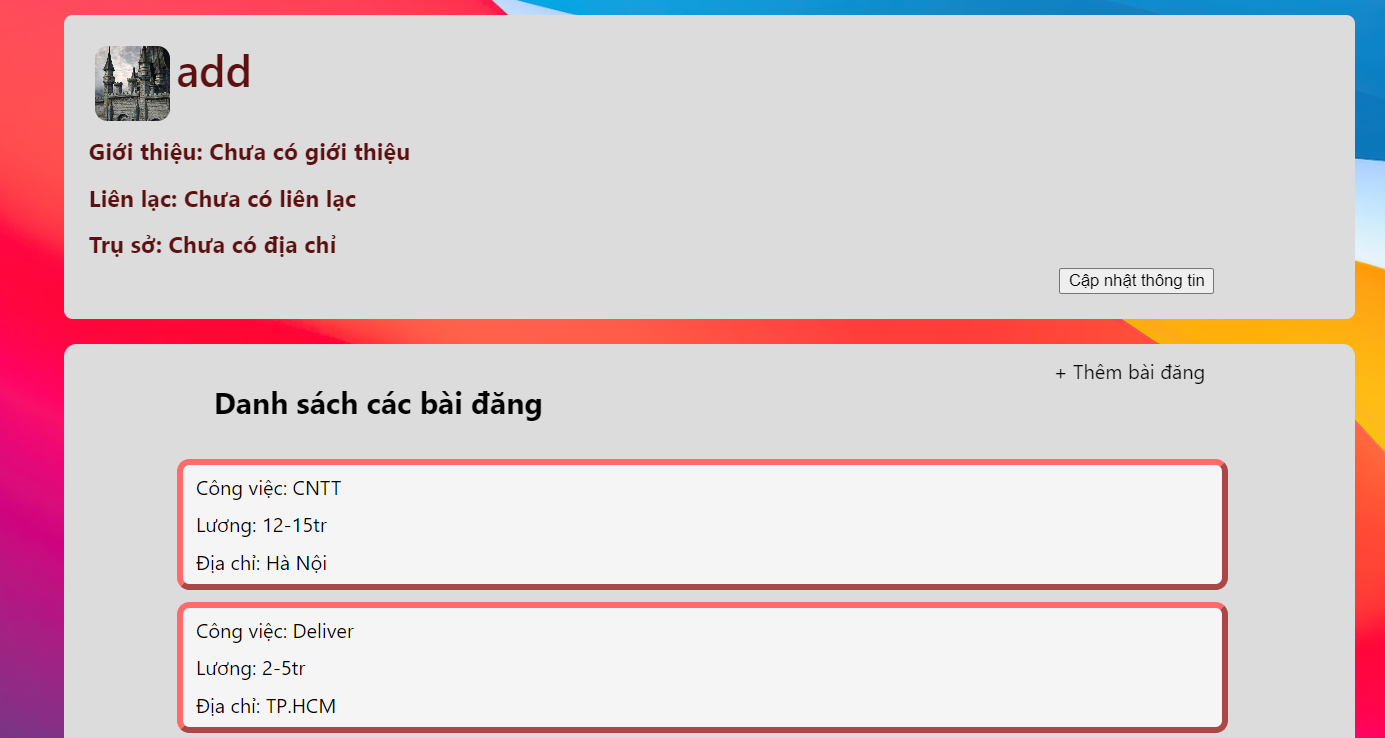 add
Giới thiệu: Chưa có giới thiệu
Liên lạc: Chưa có liên lạc
Trụ sở: Chưa có địa chỉ
Cập nhật thông tin
+ Thêm bài đăng
Danh sách các bài đăng
Công việc: CNTT
Lương: 12-15tr
Địa chỉ: Hà Nội
Công việc: Deliver
Lương: 2-5tr
Địa chỉ: TP.HCM